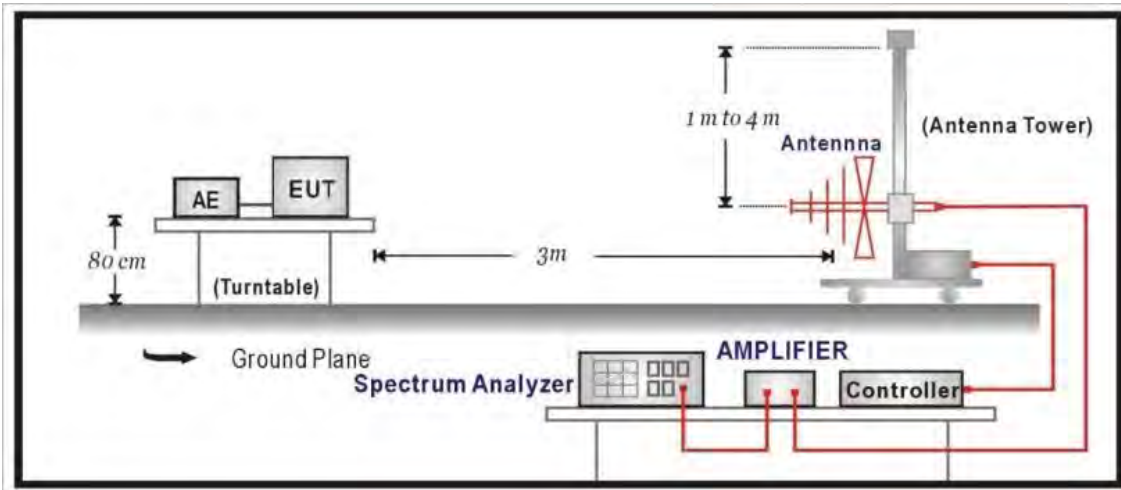 1 m to 4 m
(Antenna Tower)
Antennna
AE
EUT
80 cm
3m
(Turntable)
Ground Plane
AMPLIFIER
Spectrum Analyzer
Controller